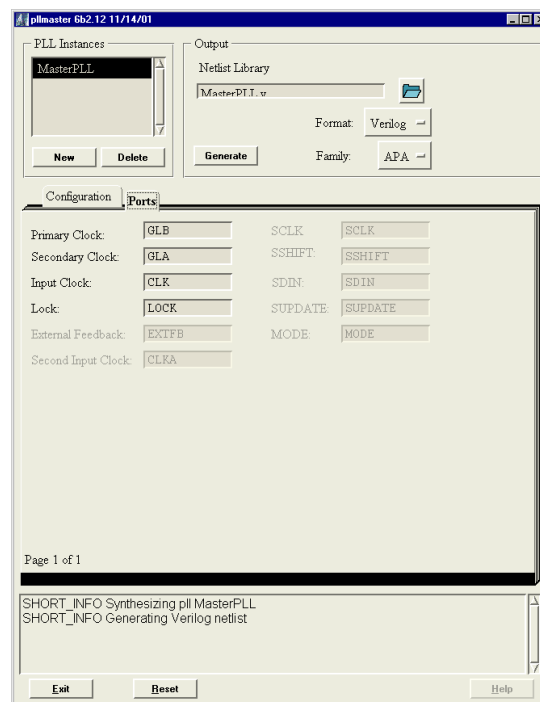 pllmaster 6b2.12 11/14/01
PLL Instances
MasterPLL
New Delete
Output
Netlist Library
MasterPLL.v
Format: Verilog
Generate Family: APA
Configuration Ports
Primary Clock: GLB SCLK SCLK
Secondary Clock: GLA SSHIFT: SSHIFT
Input Clock: CLK SDIN: SDIN
Lock: LOCK SUPDATE: SUPDATE
External Feedback: EXTFB MODE: MODE
Second Input Clock: CLKA
Page 1 of 1
SHORT_INFO Synthesizing pll MasterPLL
SHORT_INFO Generating Verilog netlist
Exit Reset Help